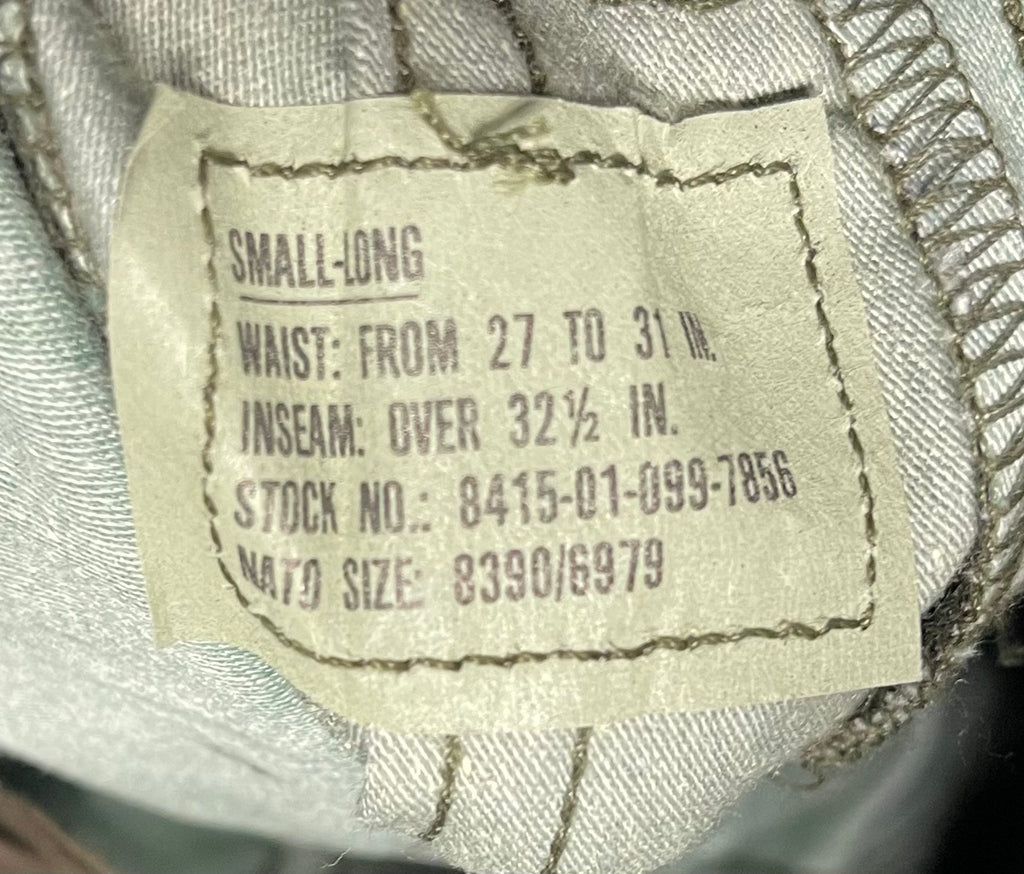 SMALL-LONG
WAIST: FROM 27 TO 31 IN.
INSEAM: OVER 32½ IN.
STOCK NO.: 8415-01-099-7856
NATO SIZE: 8390/6979